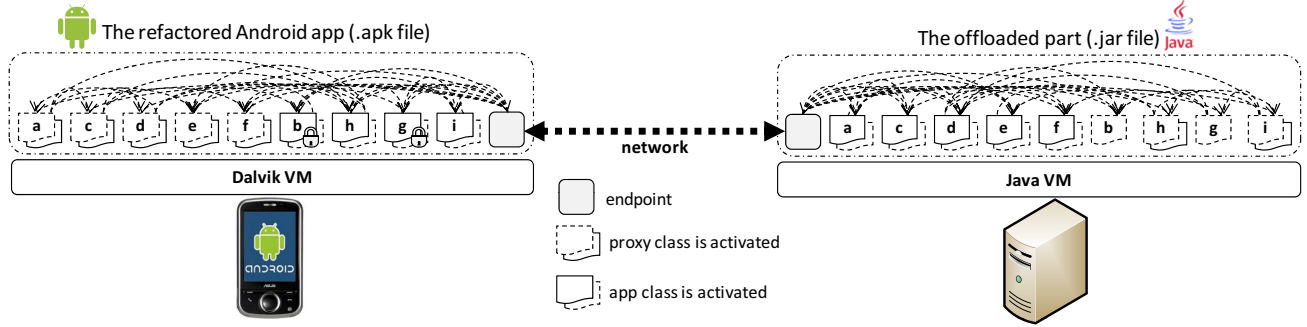 The refactored Android app (.apk file)
The offloaded part (.jar file)
Java
a c d e f b h g i
a c d e f b h g i
network
Dalvik VM
Java VM
endpoint
proxy class is activated
app class is activated
ANDROID
ASUS